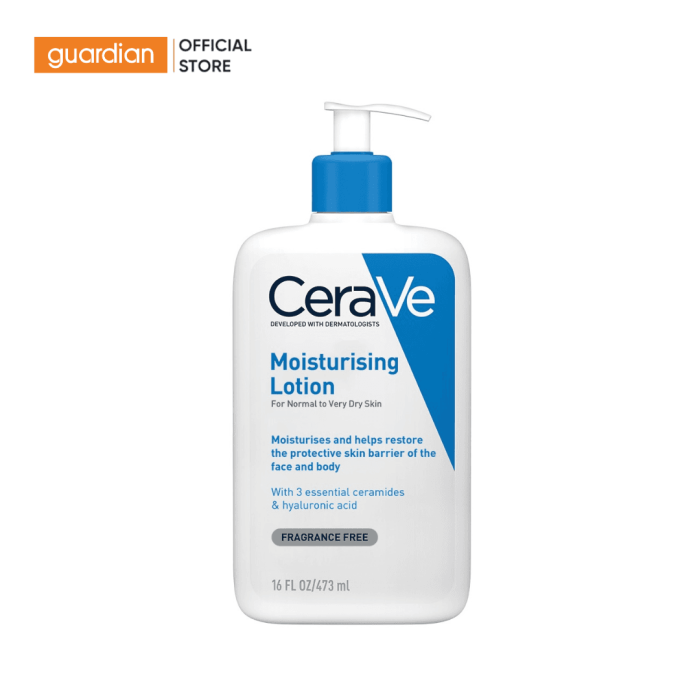 guardian
OFFICIAL
STORE
CeraVe
DEVELOPED WITH DERMATOLOGISTS
Moisturising
Lotion
For Normal to Very Dry Skin
Moisturises and helps restore
the protective skin barrier of the
face and body
With 3 essential ceramides
& hyaluronic acid
FRAGRANCE FREE
16 FL OZ/473 ml